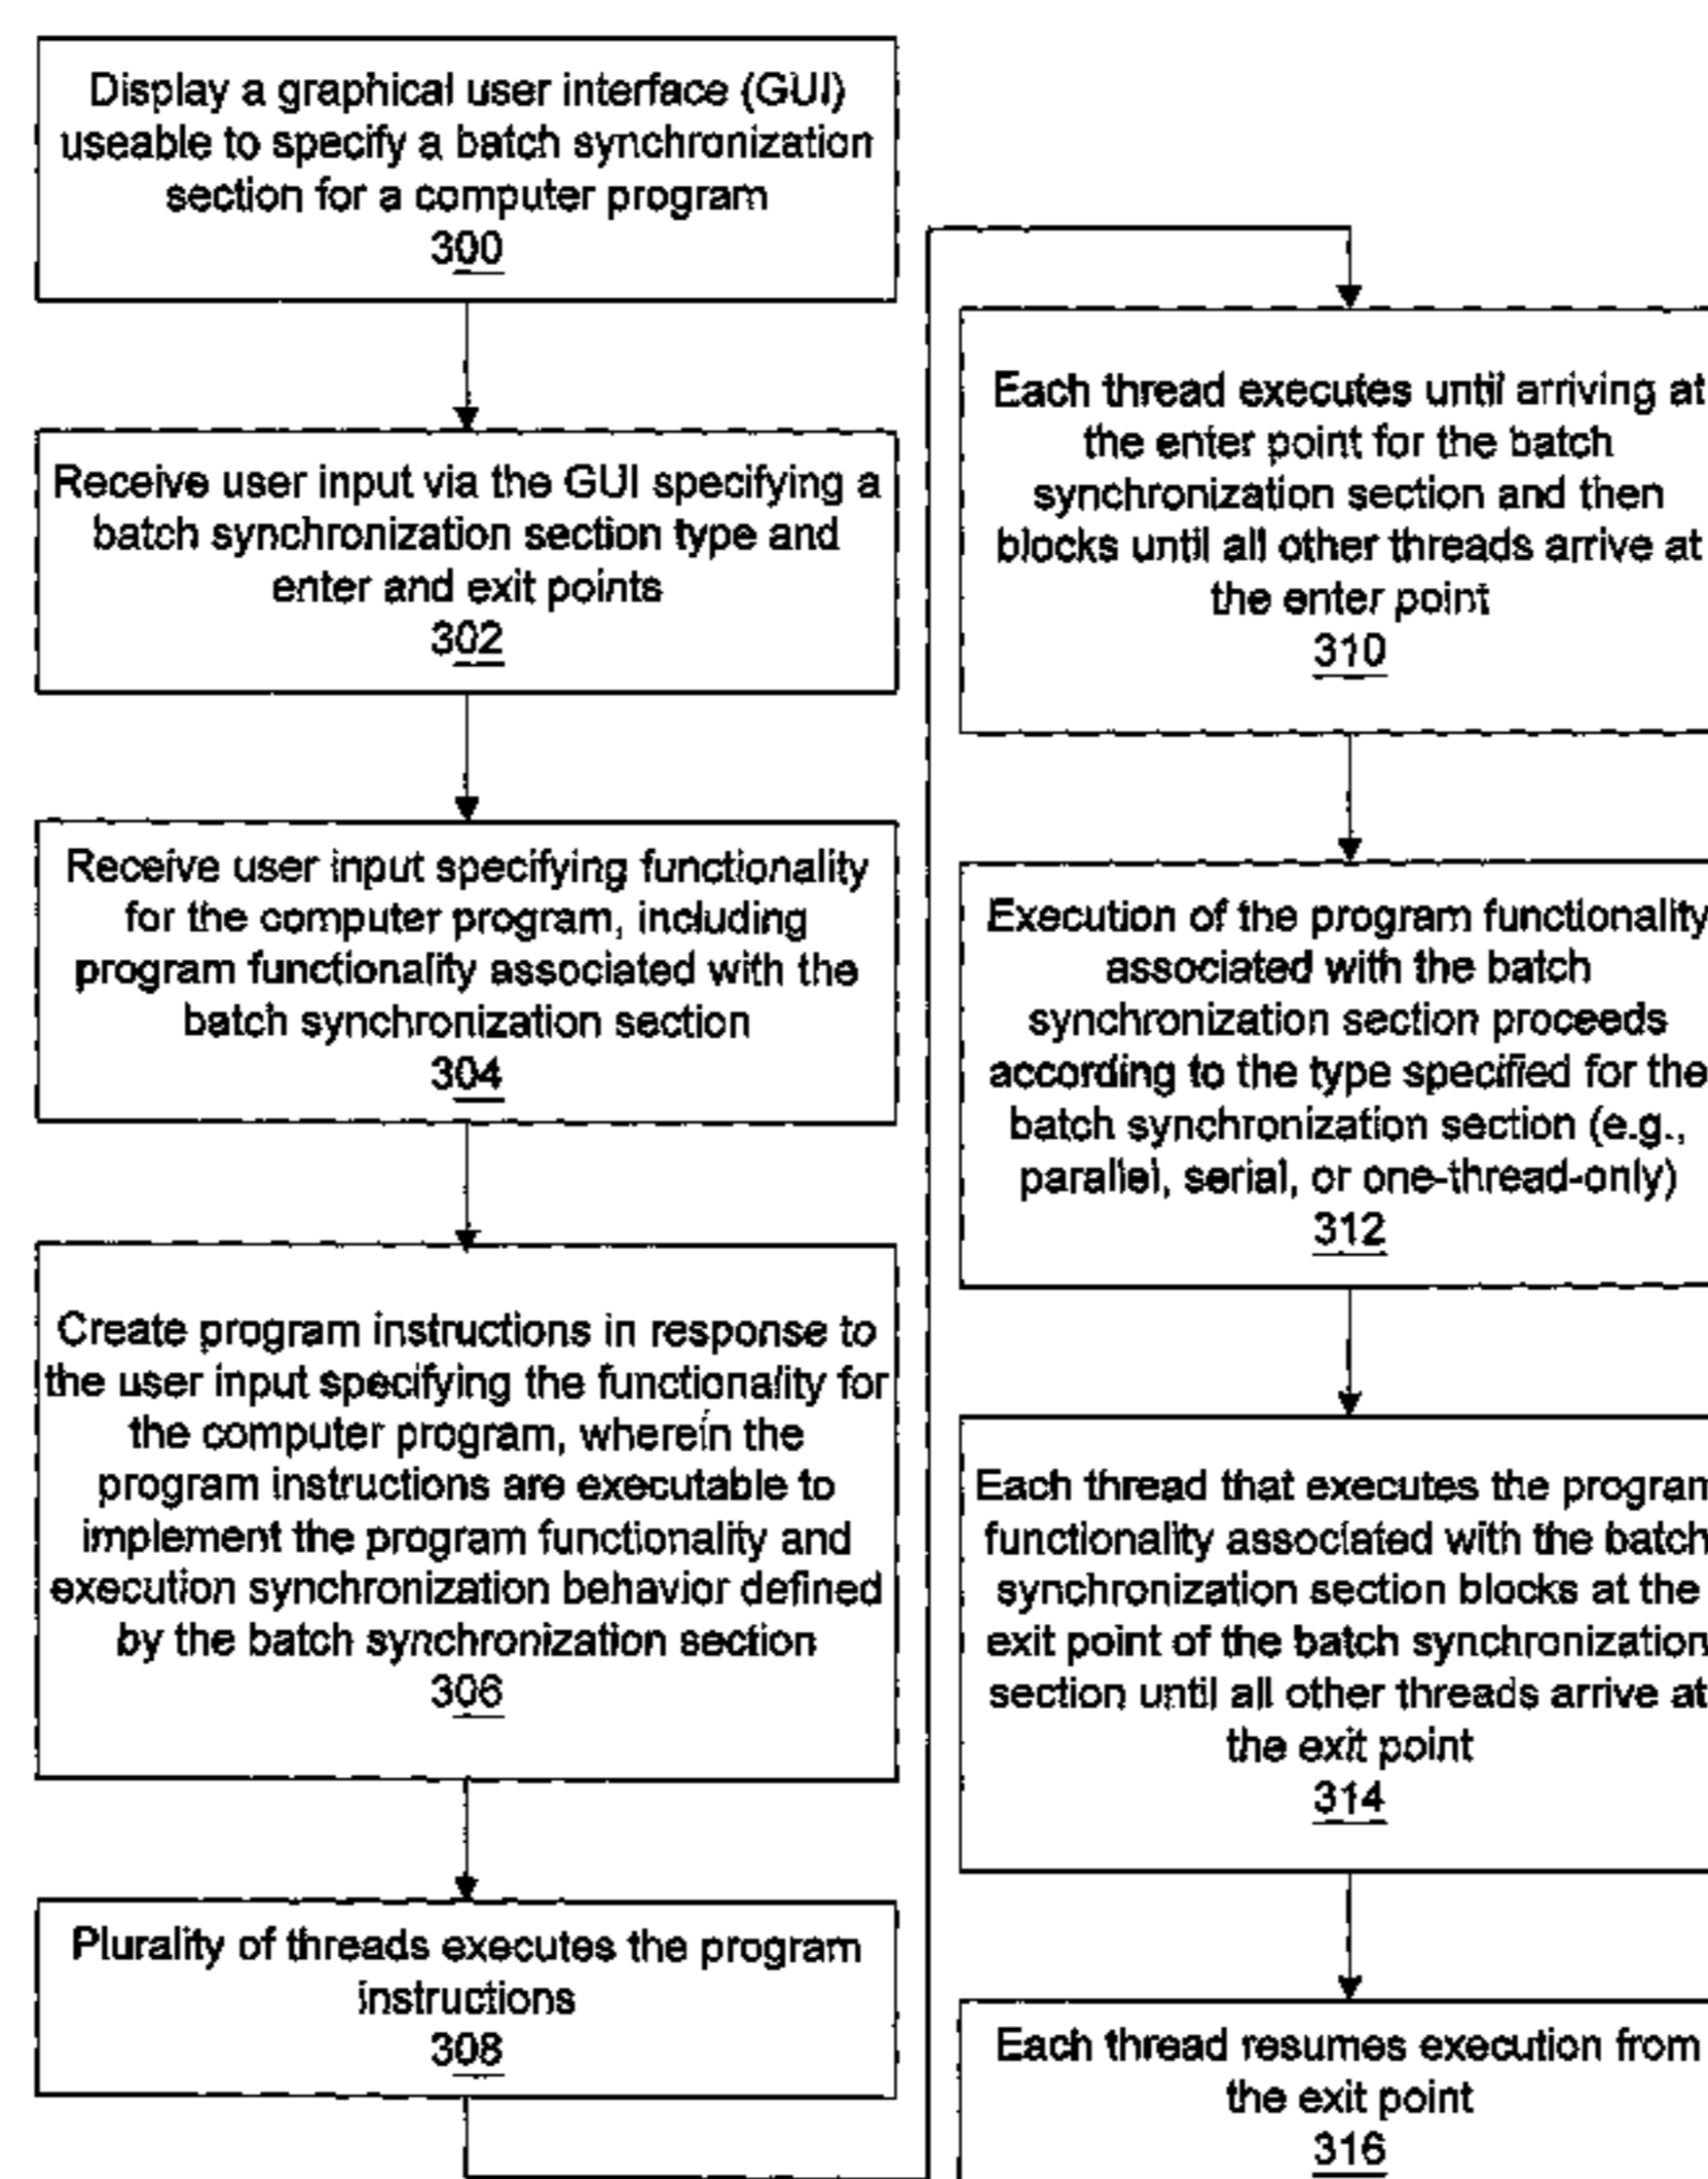 Display a graphical user interface (GUI)
useable to specify a batch synchronization
section for a computer program
300
Receive user input via the GUI specifying a
batch synchronization section type and
enter and exit points
302
Receive user input specifying functionality
for the computer program, including
program functionality associated with the
batch synchronization section
304
Create program instructions in response to
the user input specifying the functionality for
the computer program, wherein the
program instructions are executable to
implement the program functionality and
execution synchronization behavior defined
by the batch synchronization section
306
Plurality of threads executes the program
instructions
308
Each thread executes until arriving at
the enter point for the batch
synchronization section and then
blocks until all other threads arrive at
the enter point
310
Execution of the program functionality
associated with the batch
synchronization section proceeds
according to the type specified for the
batch synchronization section (e.g.,
parallel, serial, or one-thread-only)
312
Each thread that executes the program
functionality associated with the batch
synchronization section blocks at the
exit point of the batch synchronization
section until all other threads arrive at
the exit point
314
Each thread resumes execution from
the exit point
316